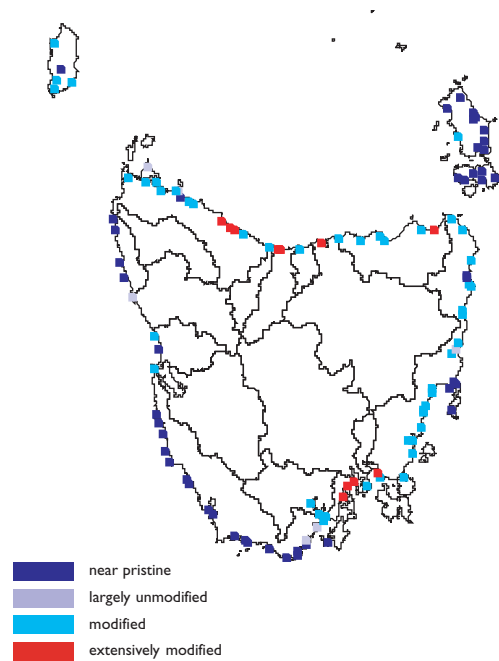 near pristine
largely unmodified
modified
extensively modified